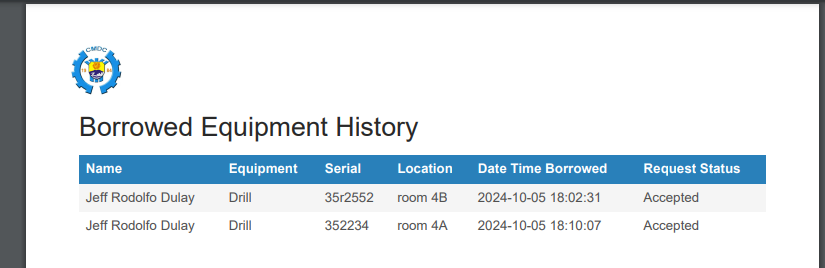 CMDC
Borrowed Equipment History
Name Equipment Serial Location Date Time Borrowed Request Status
Jeff Rodolfo Dulay Drill 35r2552 room 4B 2024-10-05 18:02:31 Accepted
Jeff Rodolfo Dulay Drill 352234 room 4A 2024-10-05 18:10:07 Accepted